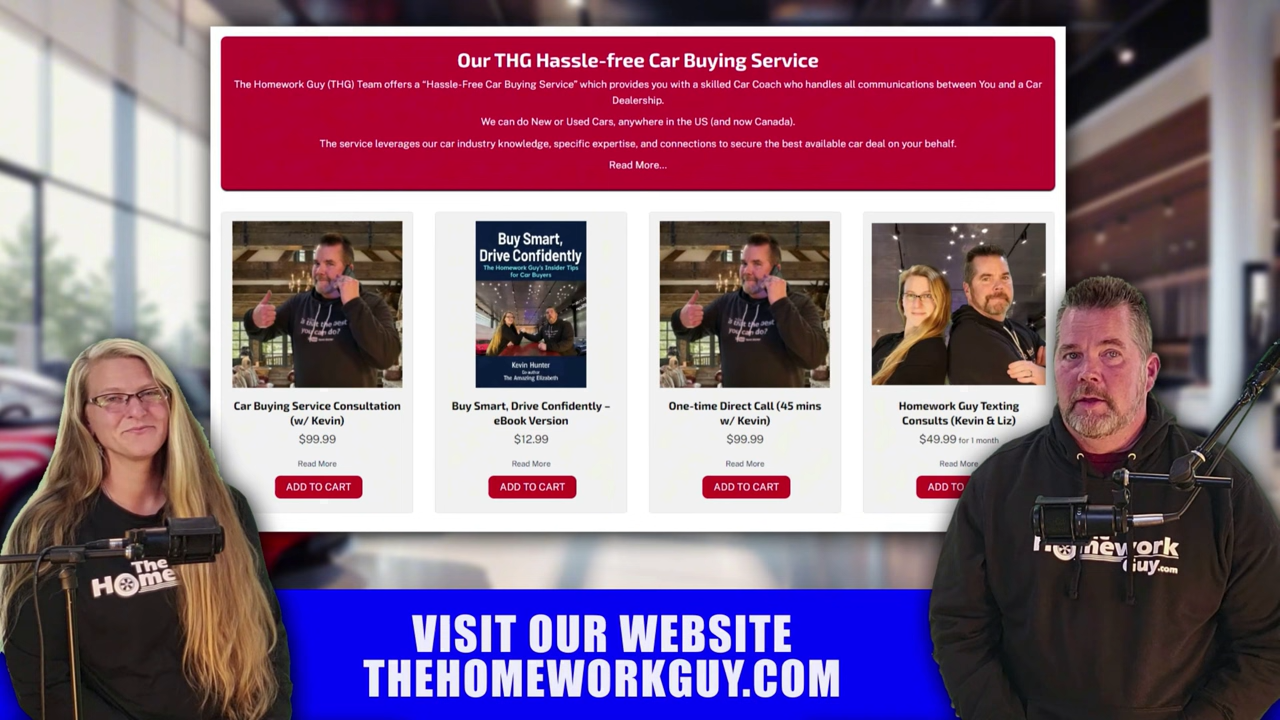 Our THG Hassle-free Car Buying Service
The Homework Guy (THG) Team offers a "Hassle-Free Car Buying Service" which provides you with a skilled Car Coach who handles all communications between You and a Car
Dealership.
We can do New or Used Cars, anywhere in the US (and now Canada).
The service leverages our car industry knowledge, specific expertise, and connections to secure the best available car deal on your behalf.
Read More...
Buy Smart,
Drive Confidently
The Homework Guy's Insider Tips
for Car Buyers
Kevin Hunter
Co-author
The Amazing Elizabeth
Car Buying Service Consultation
(w/ Kevin)
$99.99
Read More
ADD TO CART
Buy Smart, Drive Confidently –
eBook Version
$12.99
Read More
ADD TO CART
One-time Direct Call (45 mins
w/ Kevin)
$99.99
Read More
ADD TO CART
Homework Guy Texting
Consults (Kevin & Liz)
$49.99 for 1 month
Read More
ADD TO
The
Home
Homework
Guy.com
VISIT OUR WEBSITE
THEHOMEWORKGUY.COM